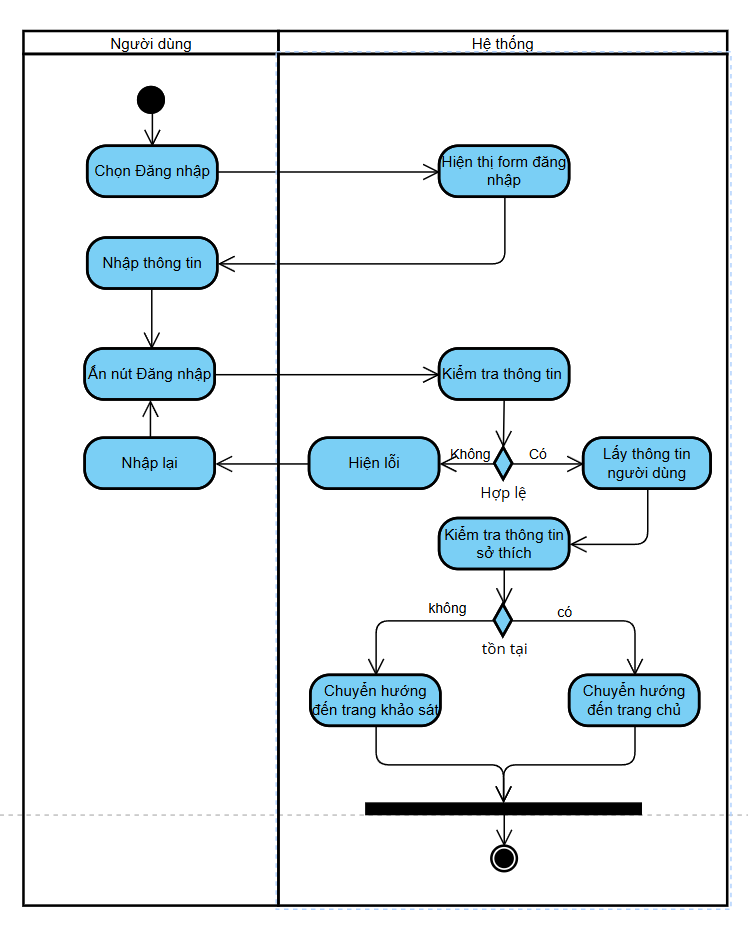 Người dùng
Hệ thống
Chọn Đăng nhập
Hiện thị form đăng
nhập
Nhập thông tin
Ấn nút Đăng nhập
Kiểm tra thông tin
Nhập lại
Hiện lỗi
Không
Có
Lấy thông tin
người dùng
Hợp lệ
Kiểm tra thông tin
sở thích
không
có
tồn tại
Chuyển hướng
đến trang khảo sát
Chuyển hướng
đến trang chủ